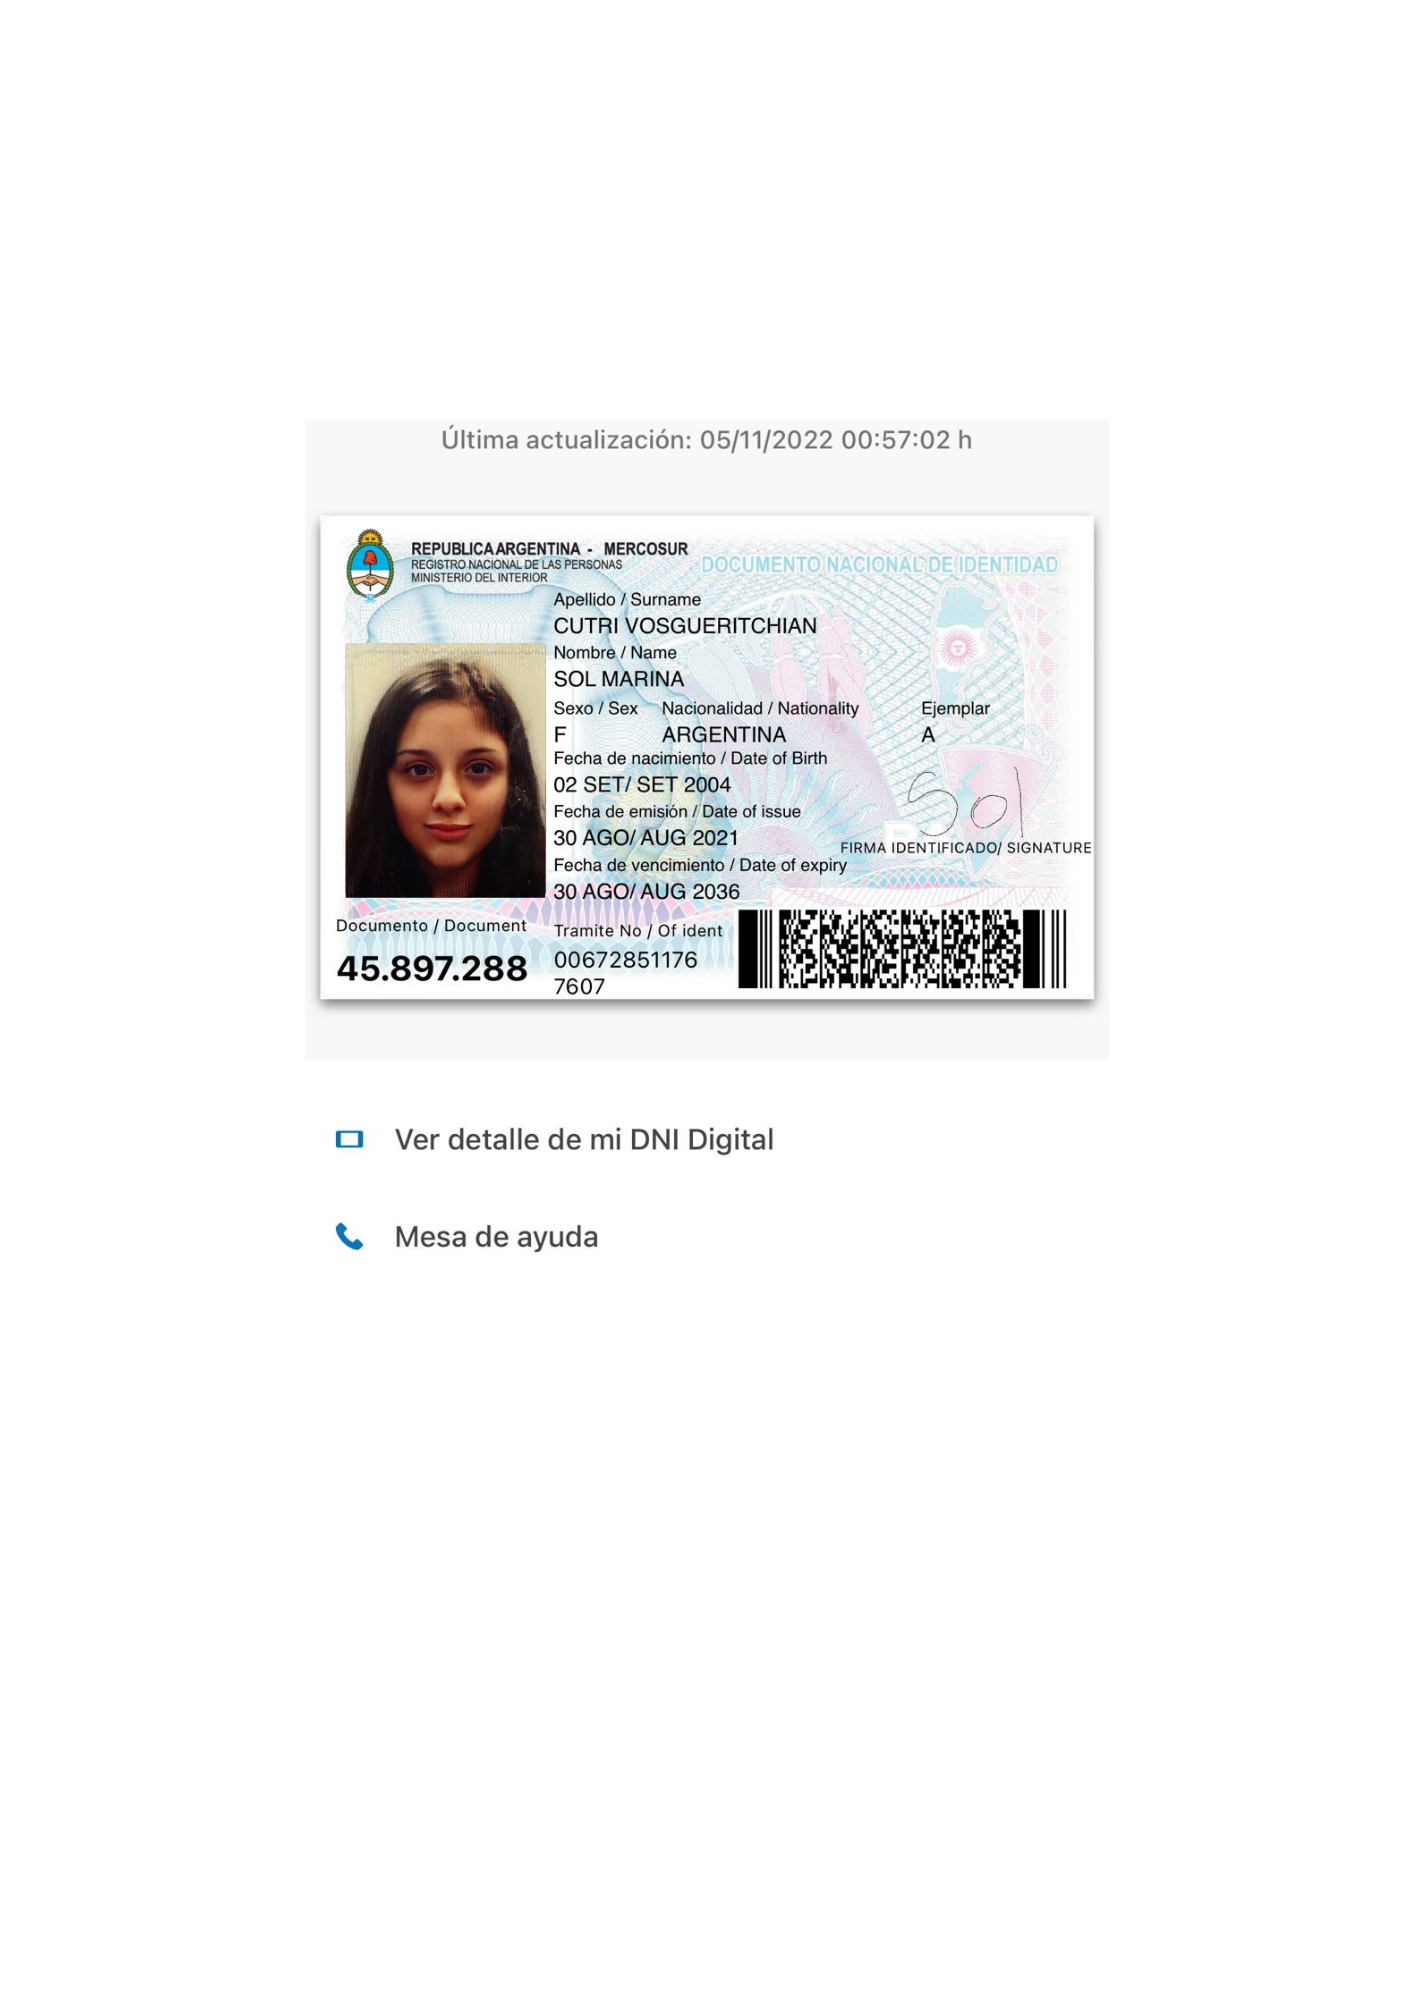 Última actualización: 05/11/2022 00:57:02 h
REPUBLICA ARGENTINA - MERCOSUR
REGISTRO NACIONAL DE LAS PERSONAS
MINISTERIO DEL INTERIOR
DOCUMENTO NACIONAL DE IDENTIDAD
Apellido / Surname
CUTRI VOSGUERITCHIAN
Nombre / Name
SOL MARINA
Sexo / Sex Nacionalidad / Nationality Ejemplar
F ARGENTINA A
Fecha de nacimiento / Date of Birth
02 SET/ SET 2004
Fecha de emisión / Date of issue
30 AGO/ AUG 2021
Sol
FIRMA IDENTIFICADO/ SIGNATURE
Fecha de vencimiento / Date of expiry
30 AGO/ AUG 2036
Documento / Document
45.897.288
Tramite No / Of ident
00672851176
7607
Ver detalle de mi DNI Digital
Mesa de ayuda